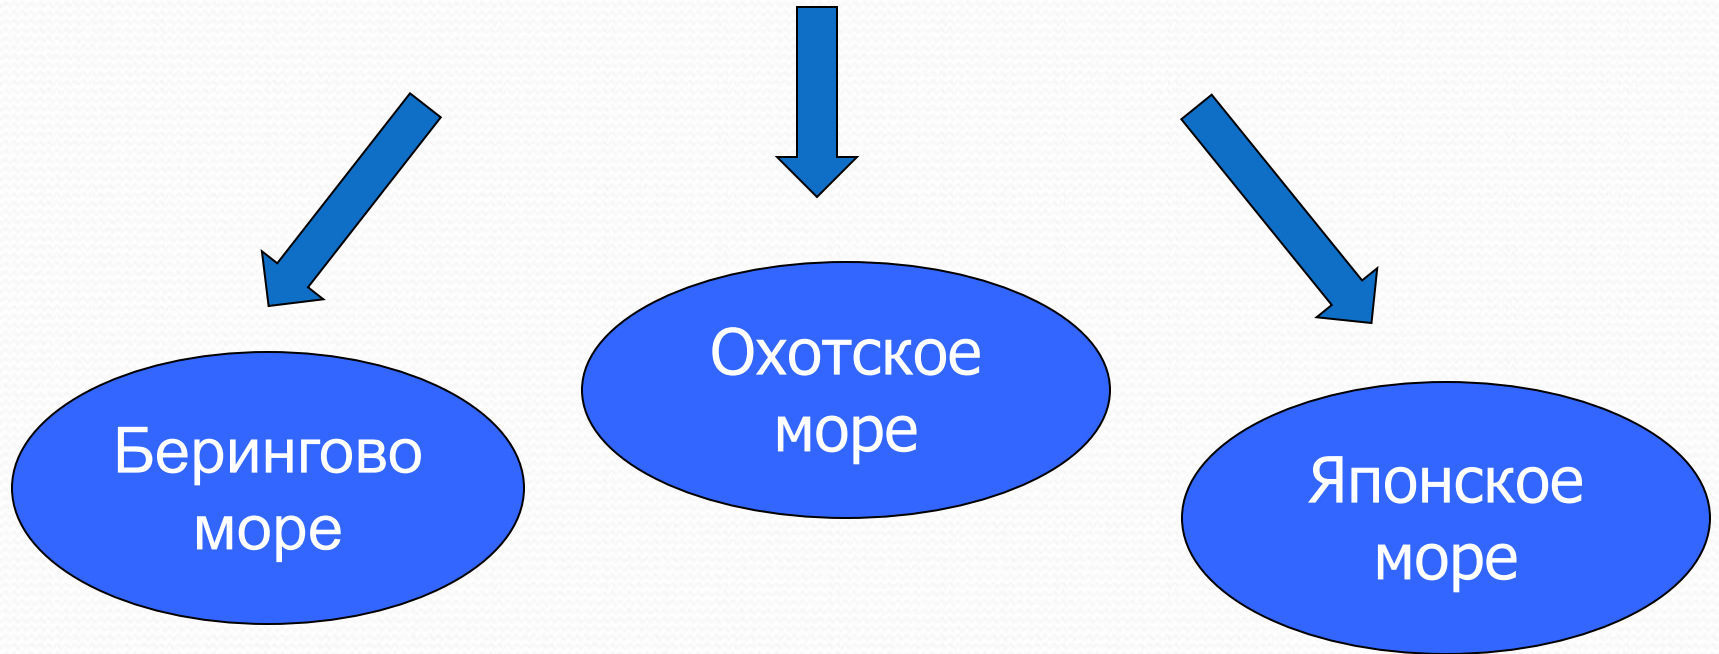 Берингово
море
Охотское
море
Японское
море